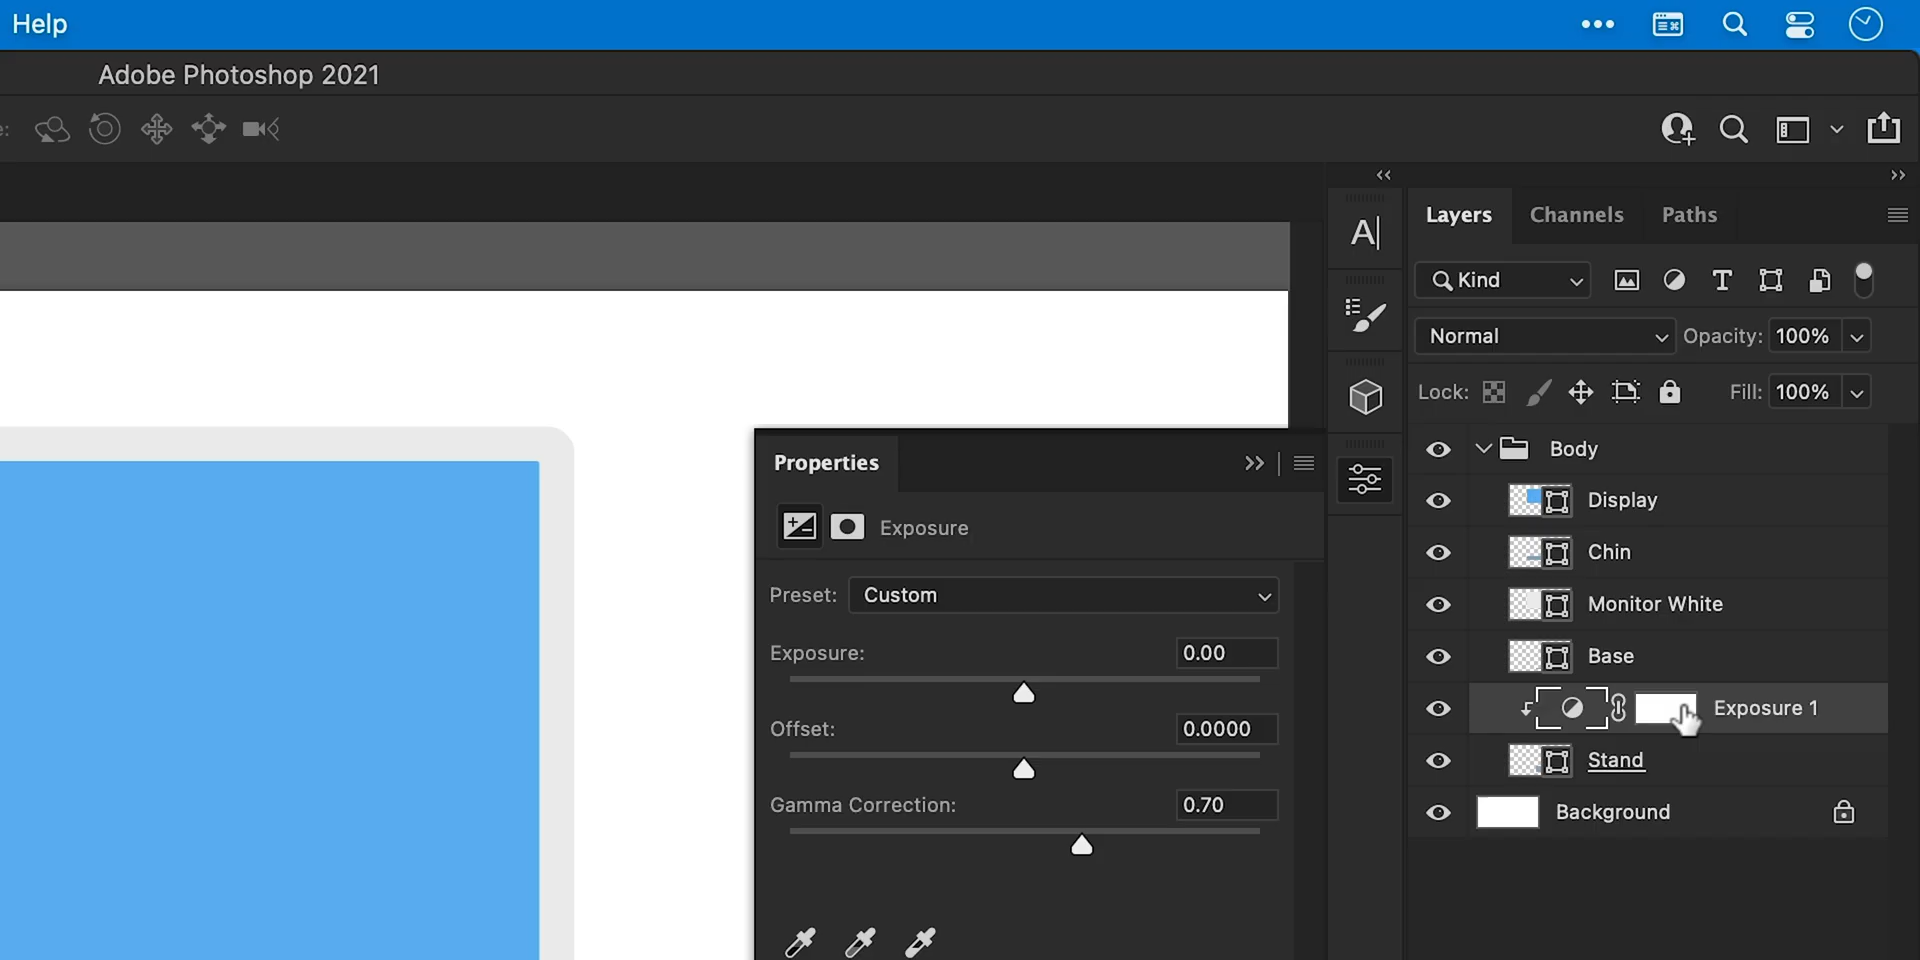 Help
Adobe Photoshop 2021
Layers Channels Paths
Kind
Normal Opacity: 100%
Lock: Fill: 100%
Body
Display
Chin
Monitor White
Base
Exposure 1
Stand
Background
Properties
Exposure
Preset: Custom
Exposure: 0.00
Offset: 0.0000
Gamma Correction: 0.70